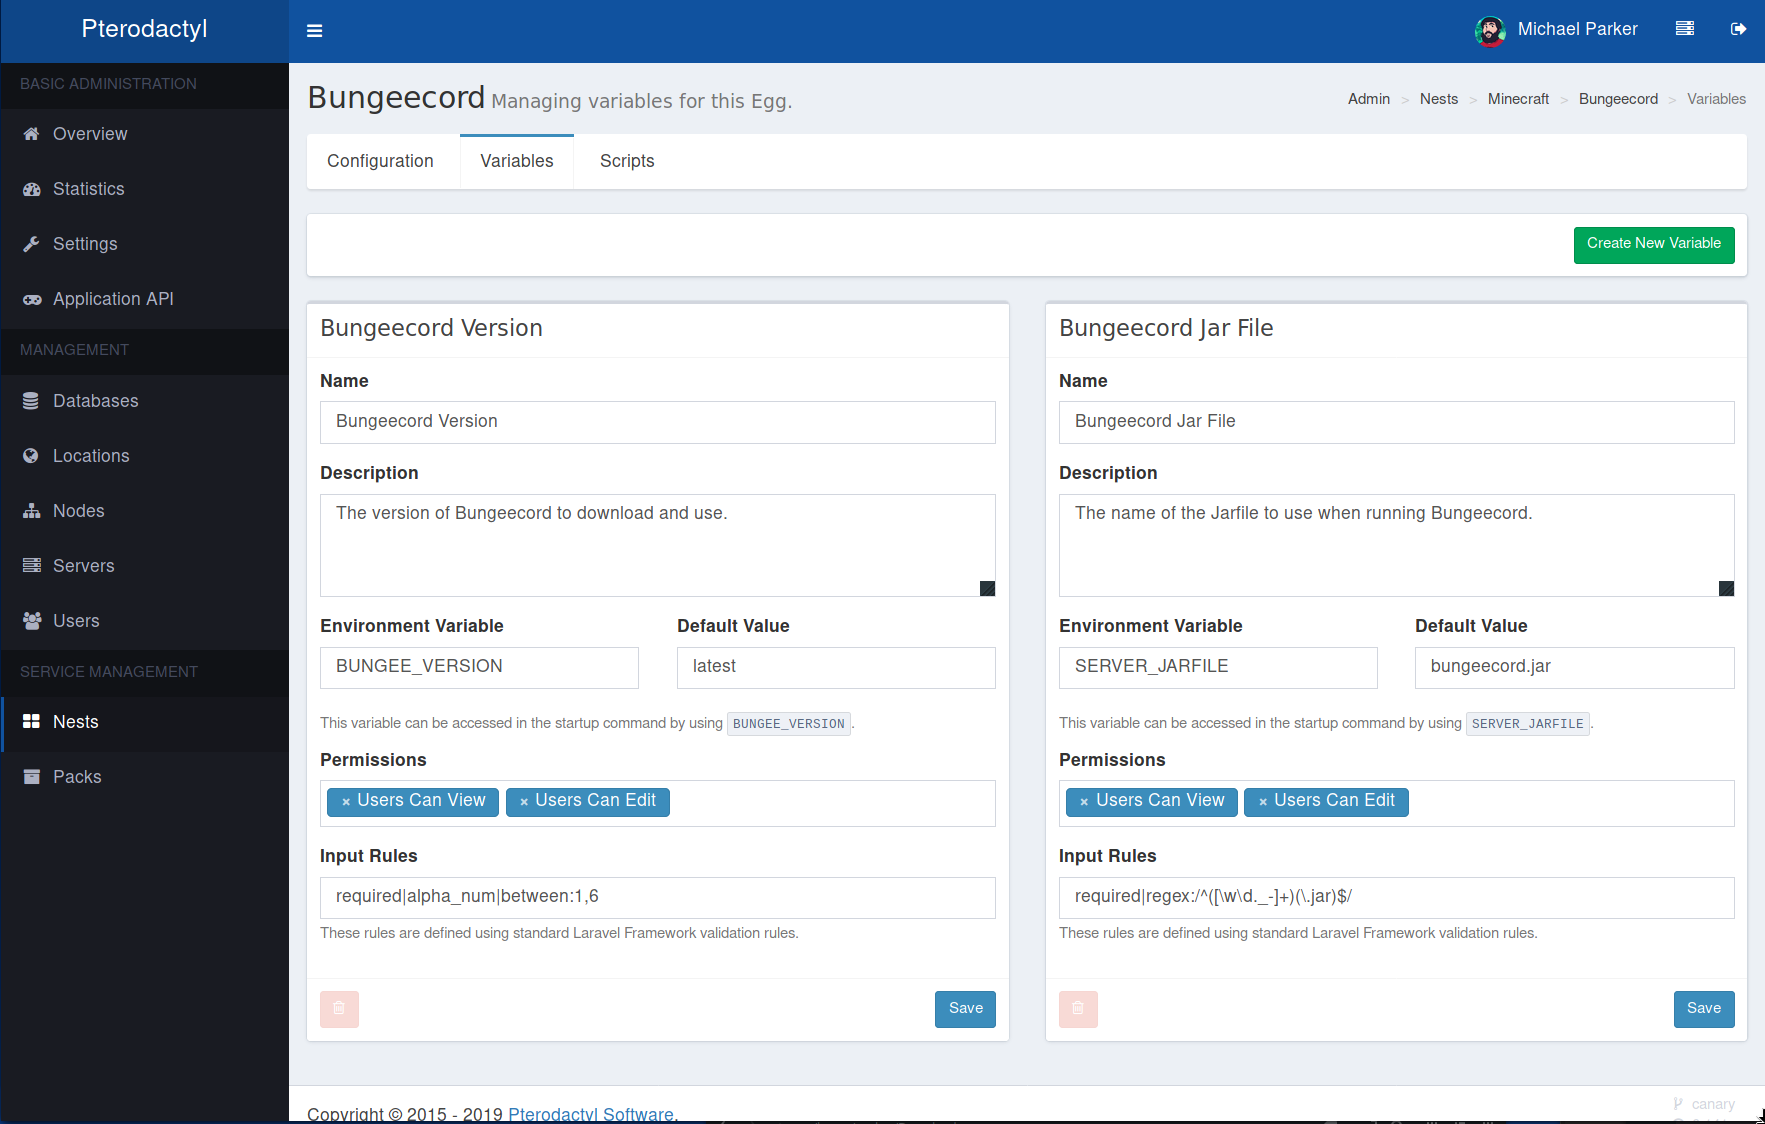 Pterodactyl
Michael Parker
BASIC ADMINISTRATION
Overview
Statistics
Settings
Application API
MANAGEMENT
Databases
Locations
Nodes
Servers
Users
SERVICE MANAGEMENT
Nests
Packs
Bungeecord Managing variables for this Egg.
Admin > Nests > Minecraft > Bungeecord > Variables
Configuration Variables Scripts
Create New Variable
Bungeecord Version
Name
Bungeecord Version
Description
The version of Bungeecord to download and use.
Environment Variable Default Value
BUNGEE_VERSION latest
This variable can be accessed in the startup command by using BUNGEE_VERSION.
Permissions
× Users Can View × Users Can Edit
Input Rules
required|alpha_num|between:1,6
These rules are defined using standard Laravel Framework validation rules.
Save
Bungeecord Jar File
Name
Bungeecord Jar File
Description
The name of the Jarfile to use when running Bungeecord.
Environment Variable Default Value
SERVER_JARFILE bungeecord.jar
This variable can be accessed in the startup command by using SERVER_JARFILE.
Permissions
× Users Can View × Users Can Edit
Input Rules
required|regex:/^([\w\d._-]+)(\.jar)$/
These rules are defined using standard Laravel Framework validation rules.
Save
Copyright © 2015 - 2019 Pterodactyl Software.
canary